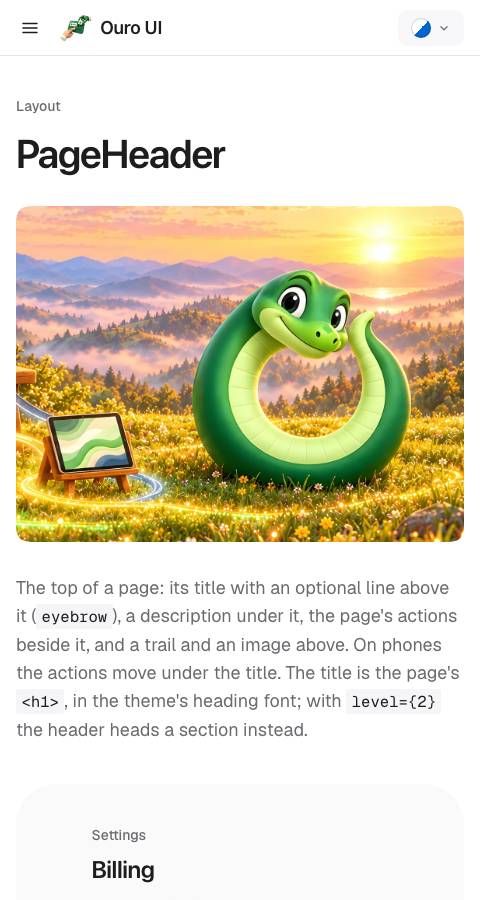 Ouro UI
Layout
PageHeader
The top of a page: its title with an optional line above
it ( eyebrow ), a description under it, the page's actions
beside it, and a trail and an image above. On phones
the actions move under the title. The title is the page's
<h1> , in the theme's heading font; with level={2}
the header heads a section instead.
Settings
Billing